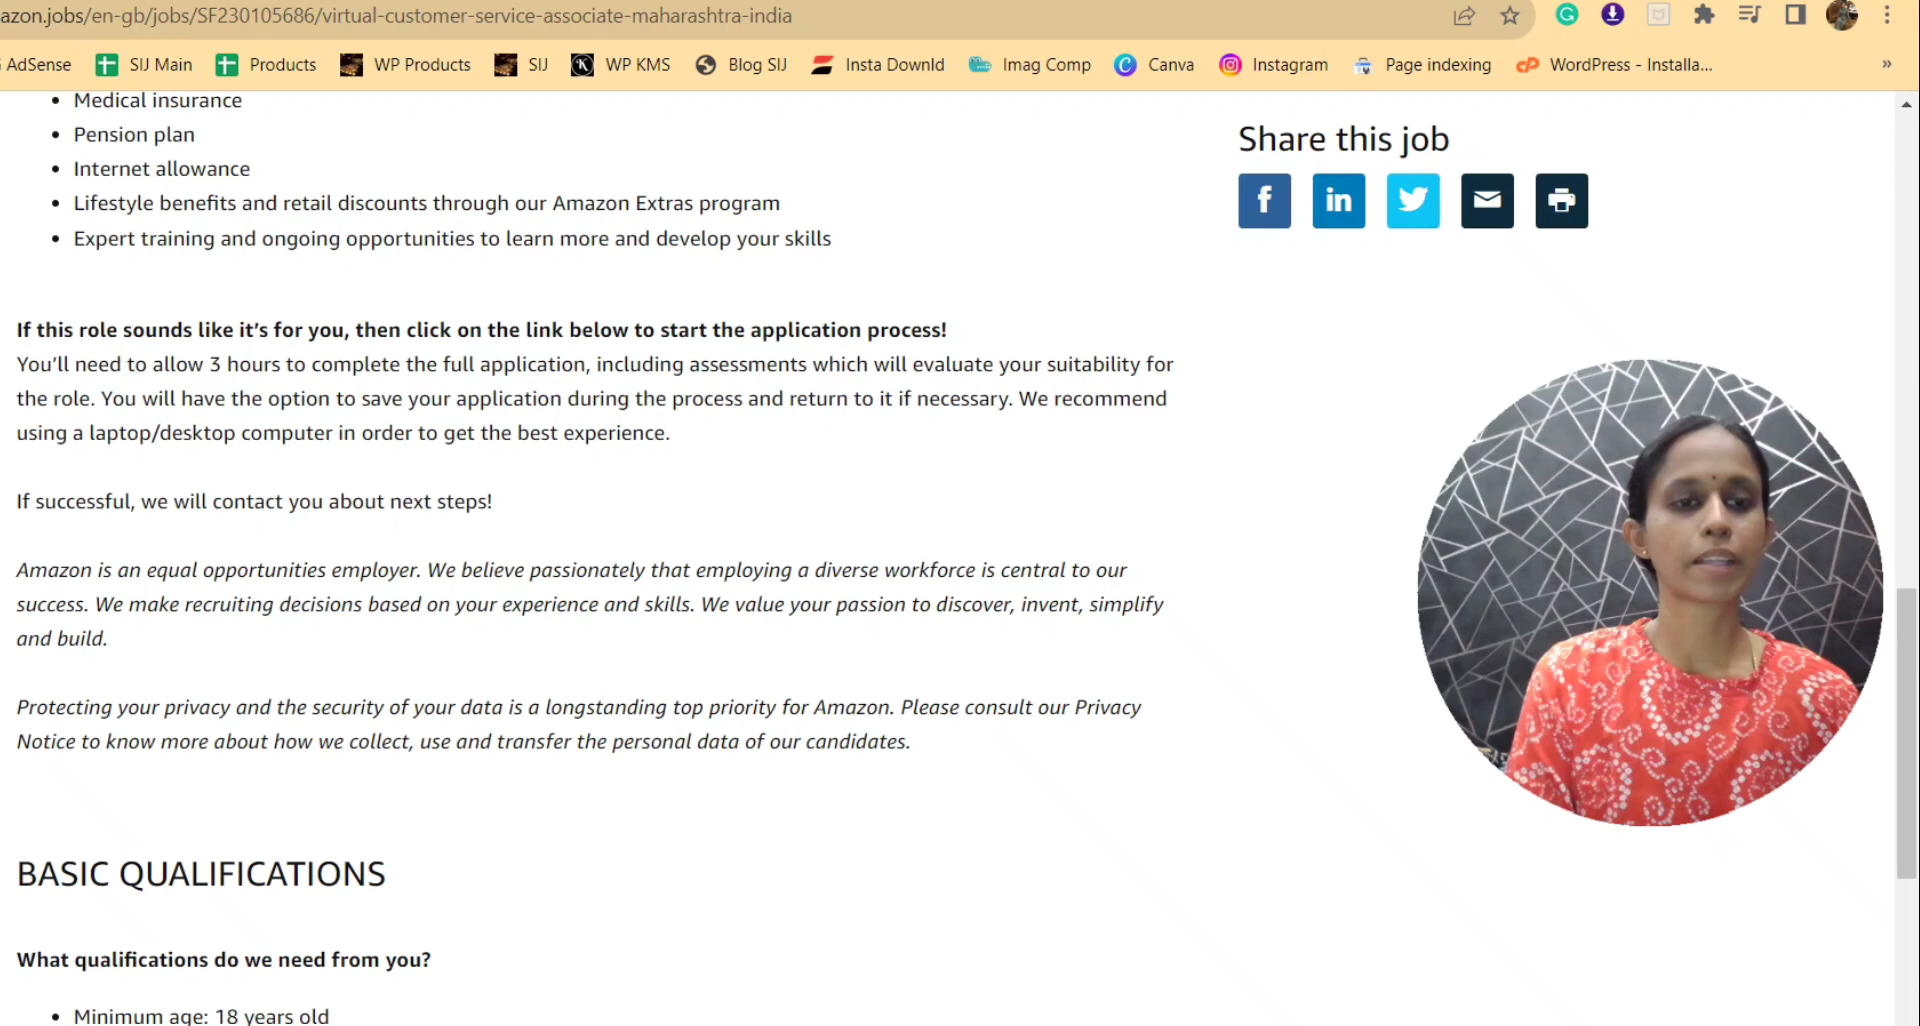 azon.jobs/en-gb/jobs/SF230105686/virtual-customer-service-associate-maharashtra-india
AdSense SIJ Main Products WP Products SIJ WP KMS Blog SIJ Insta Downld Imag Comp Canva Instagram Page indexing WordPress - Installa... »
• Medical insurance
• Pension plan
• Internet allowance
• Lifestyle benefits and retail discounts through our Amazon Extras program
• Expert training and ongoing opportunities to learn more and develop your skills
Share this job
If this role sounds like it’s for you, then click on the link below to start the application process!
You’ll need to allow 3 hours to complete the full application, including assessments which will evaluate your suitability for
the role. You will have the option to save your application during the process and return to it if necessary. We recommend
using a laptop/desktop computer in order to get the best experience.
If successful, we will contact you about next steps!
Amazon is an equal opportunities employer. We believe passionately that employing a diverse workforce is central to our
success. We make recruiting decisions based on your experience and skills. We value your passion to discover, invent, simplify
and build.
Protecting your privacy and the security of your data is a longstanding top priority for Amazon. Please consult our Privacy
Notice to know more about how we collect, use and transfer the personal data of our candidates.
BASIC QUALIFICATIONS
What qualifications do we need from you?
• Minimum age: 18 years old